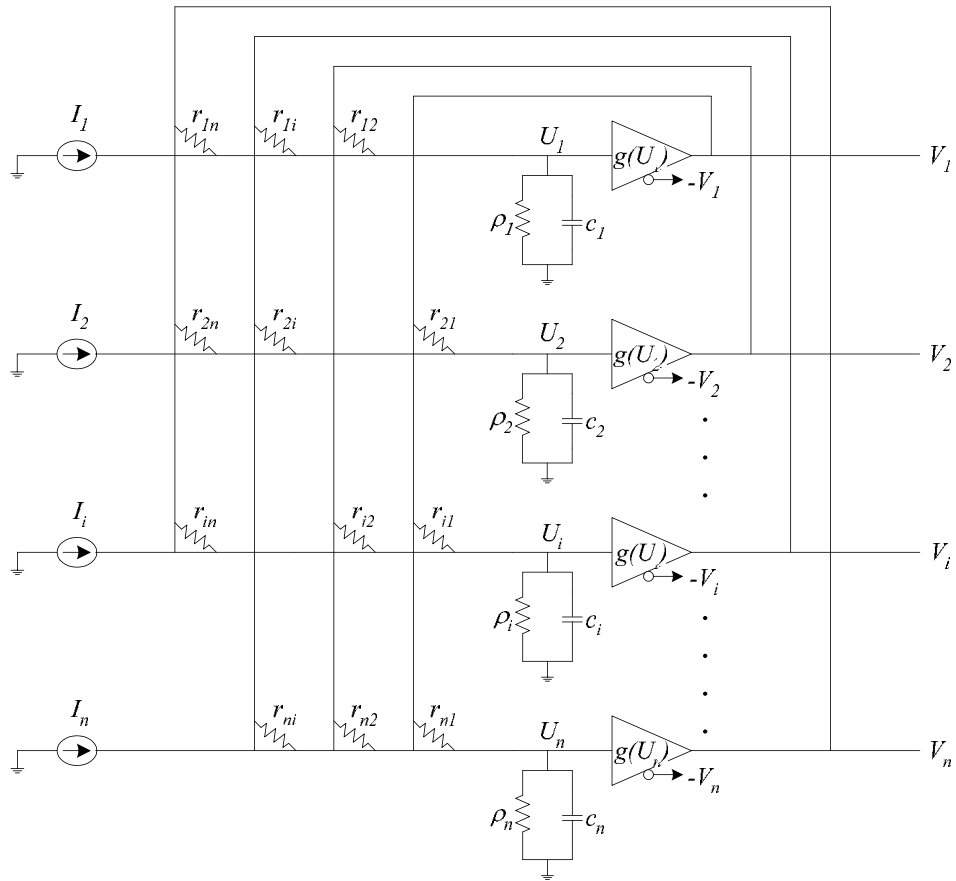 I1 r1n r1i r12 U1 g(U V1
-V1
ρ1 c1
I2 r2n r2i r21 U2 g(U2) V2
-V2
ρ2 c2
Ii rin ri2 ri1 Ui g(U) Vi
-Vi
ρi ci
In rni rn2 rn1 Un g(Un) Vn
-Vn
ρn cn